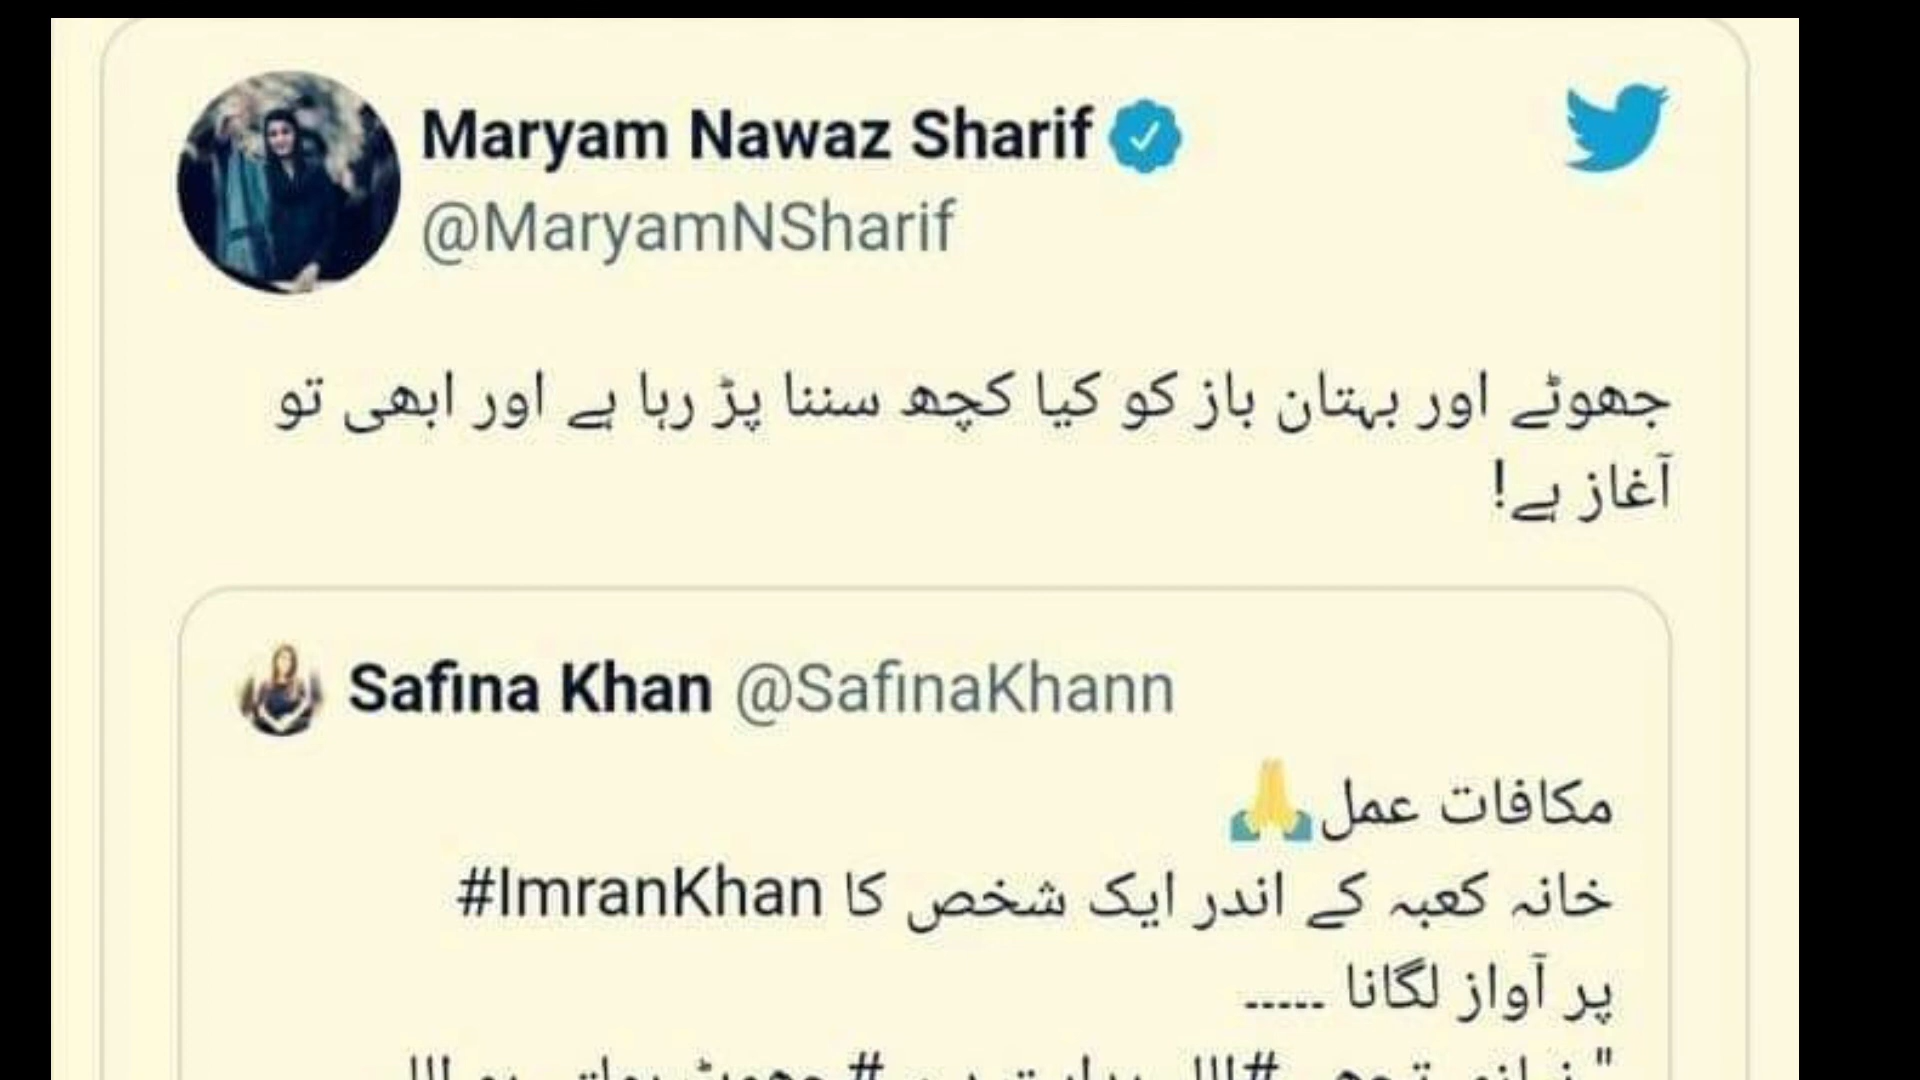 Maryam Nawaz Sharif
@MaryamNSharif
جھوٹے اور بہتان باز کو کیا کچھ سننا پڑ رہا ہے اور ابھی تو
آغاز ہے!
Safina Khan @SafinaKhann
مکافات عمل🙏
خانہ کعبہ کے اندر ایک شخص کا #ImranKhan
پر آواز لگانا -----